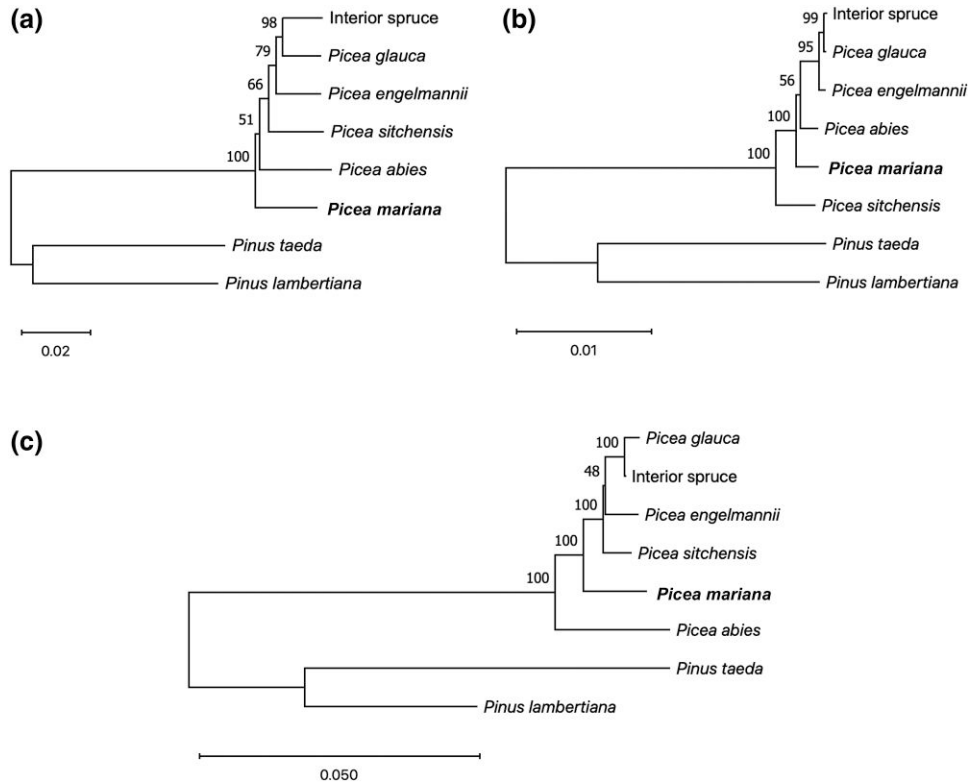 (a)
98
Interior spruce
79
Picea glauca
66
Picea engelmannii
51
Picea sitchensis
100
Picea abies
Picea mariana
Pinus taeda
Pinus lambertiana
0.02
(b)
99
Interior spruce
95
Picea glauca
56
Picea engelmannii
100
Picea abies
100
Picea mariana
Picea sitchensis
Pinus taeda
Pinus lambertiana
0.01
(c)
100
Picea glauca
48
Interior spruce
100
Picea engelmannii
100
Picea sitchensis
100
Picea mariana
Picea abies
Pinus taeda
Pinus lambertiana
0.050